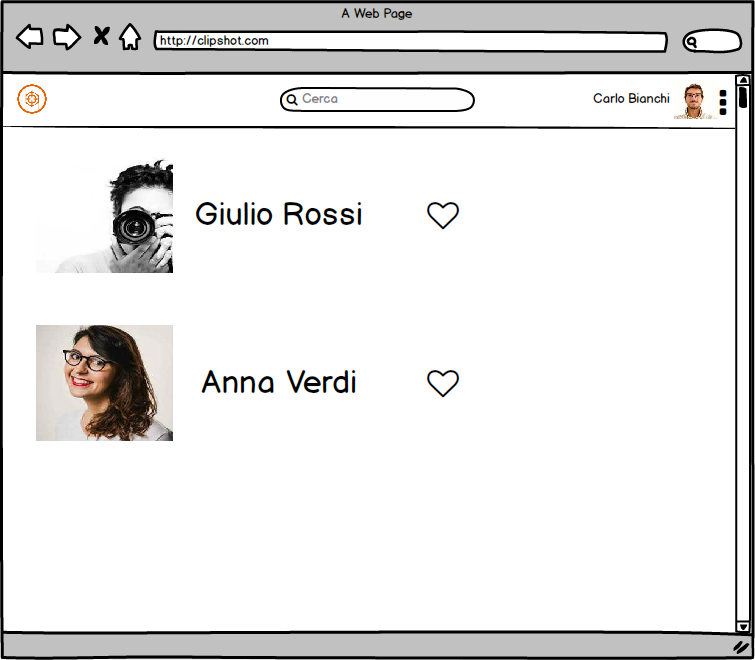 A Web Page
http://clipshot.com
Cerca
Carlo Bianchi
Giulio Rossi
Anna Verdi